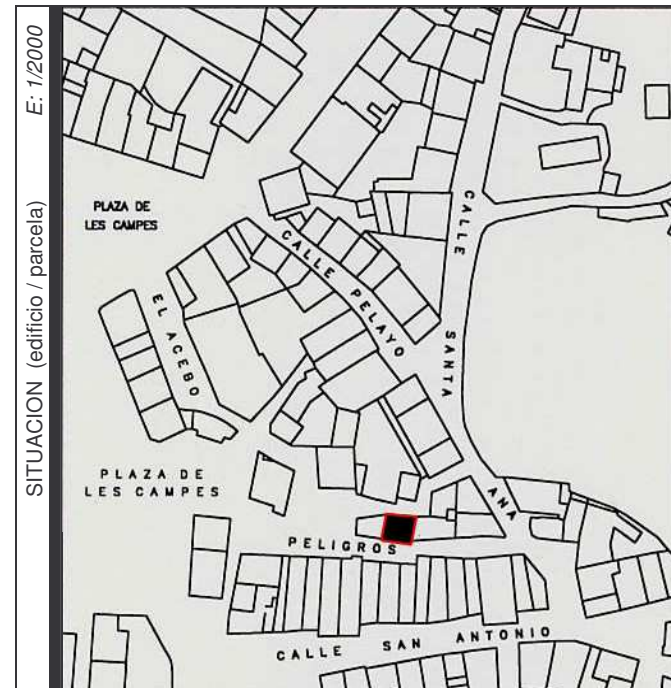 SITUACION (edificio / parcela) E: 1/2000
PLAZA DE
LES CAMPES
CALLE PELAYO
CALLE SANTA ANA
EL ACEBO
PLAZA DE
LES CAMPES
PELIGROS
CALLE SAN ANTONIO